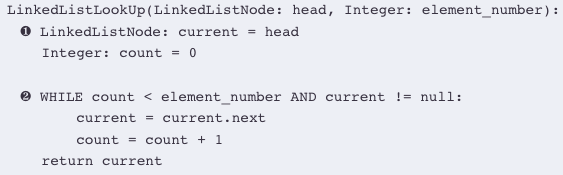 LinkedListLookUp(LinkedListNode: head, Integer: element_number):
❶ LinkedListNode: current = head
Integer: count = 0
❷ WHILE count < element_number AND current != null:
current = current.next
count = count + 1
return current